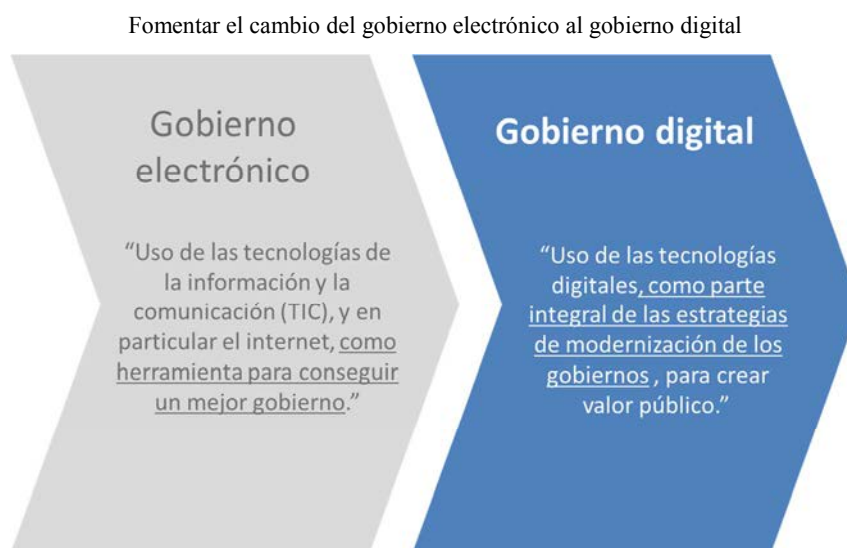 Fomentar el cambio del gobierno electrónico al gobierno digital
Gobierno
electrónico
“Uso de las tecnologías de
la información y la
comunicación (TIC), y en
particular el internet, como
herramienta para conseguir
un mejor gobierno.”
Gobierno digital
“Uso de las tecnologías
digitales, como parte
integral de las estrategias
de modernización de los
gobiernos , para crear
valor público.”